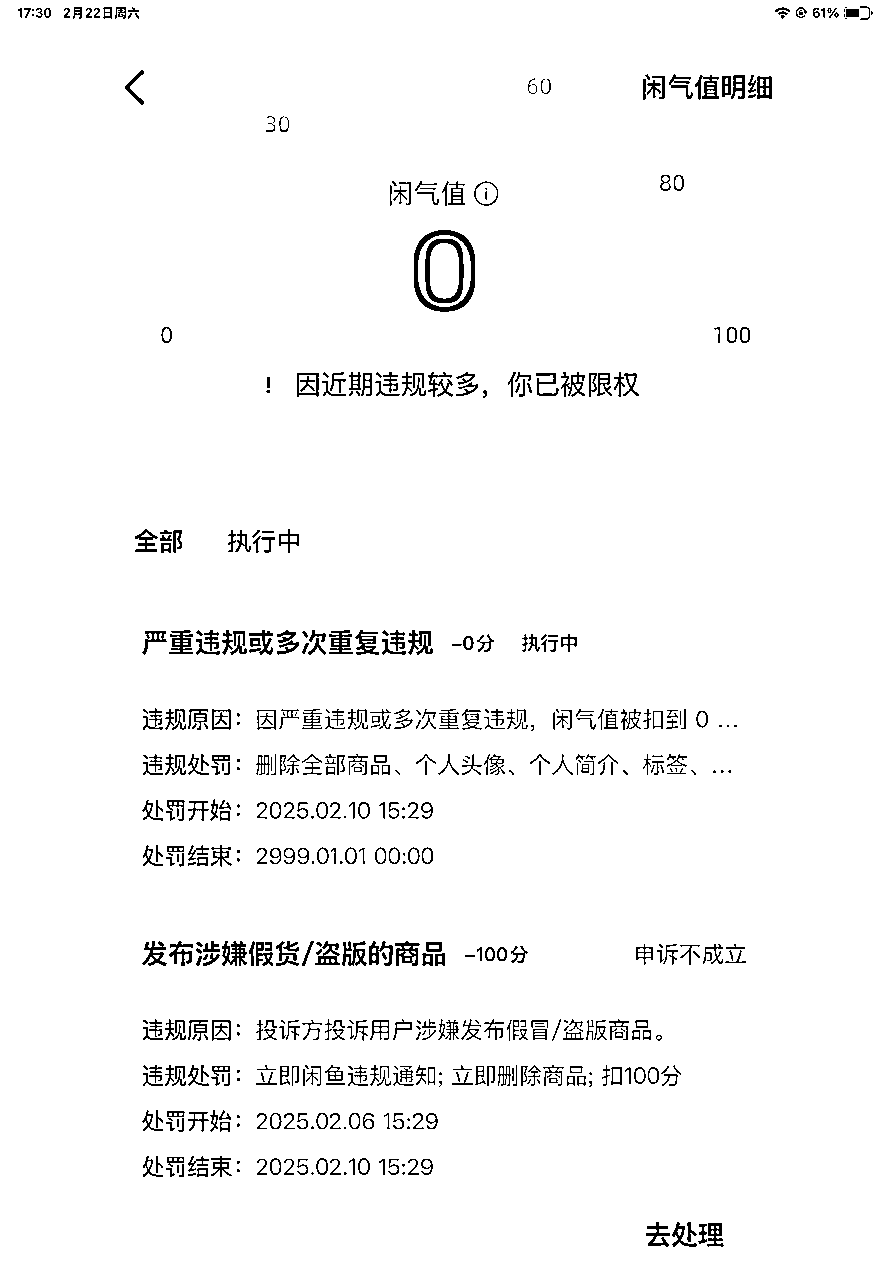 17:30 2月22日周六 61%
闲气值明细
60
30
80
闲气值
0
0
100
! 因近期违规较多，你已被限权
全部 执行中
严重违规或多次重复违规 -0分 执行中
违规原因：因严重违规或多次重复违规，闲气值被扣到 0 ...
违规处罚：删除全部商品、个人头像、个人简介、标签、...
处罚开始：2025.02.10 15:29
处罚结束：2999.01.01 00:00
发布涉嫌假货/盗版的商品 -100分 申诉不成立
违规原因：投诉方投诉用户涉嫌发布假冒/盗版商品。
违规处罚：立即闲鱼违规通知; 立即删除商品; 扣100分
处罚开始：2025.02.06 15:29
处罚结束：2025.02.10 15:29
去处理